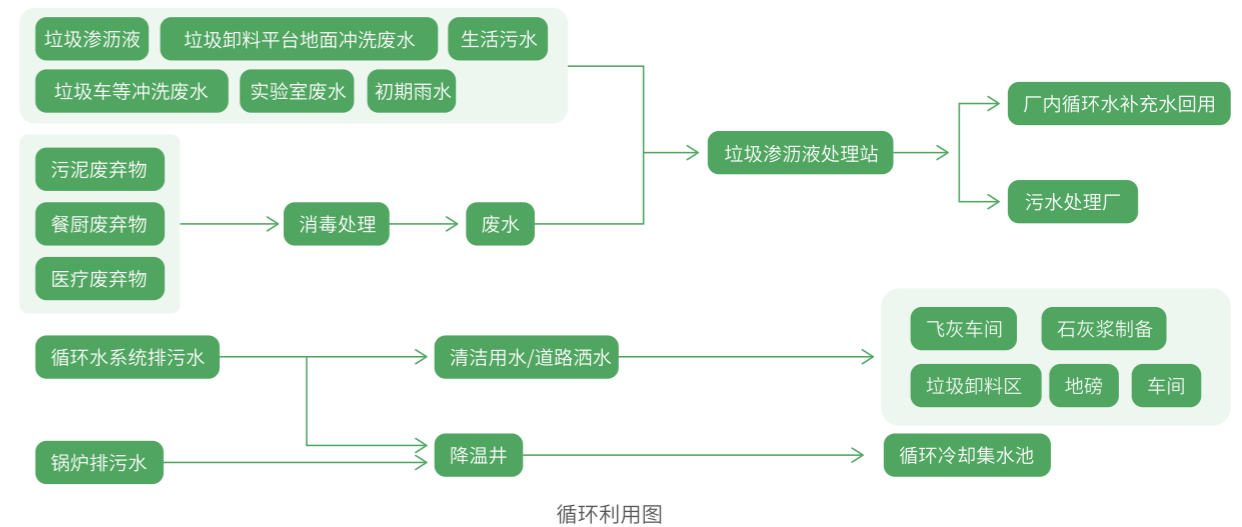 垃圾渗沥液
垃圾卸料平台地面冲洗废水
生活污水
垃圾车等冲洗废水
实验室废水
初期雨水
污泥废弃物
餐厨废弃物
医疗废弃物
消毒处理
废水
垃圾渗沥液处理站
厂内循环水补充水回用
污水处理厂
循环水系统排污水
清洁用水/道路洒水
飞灰车间
石灰浆制备
垃圾卸料区
地磅
车间
锅炉排污水
降温井
循环冷却集水池
循环利用图